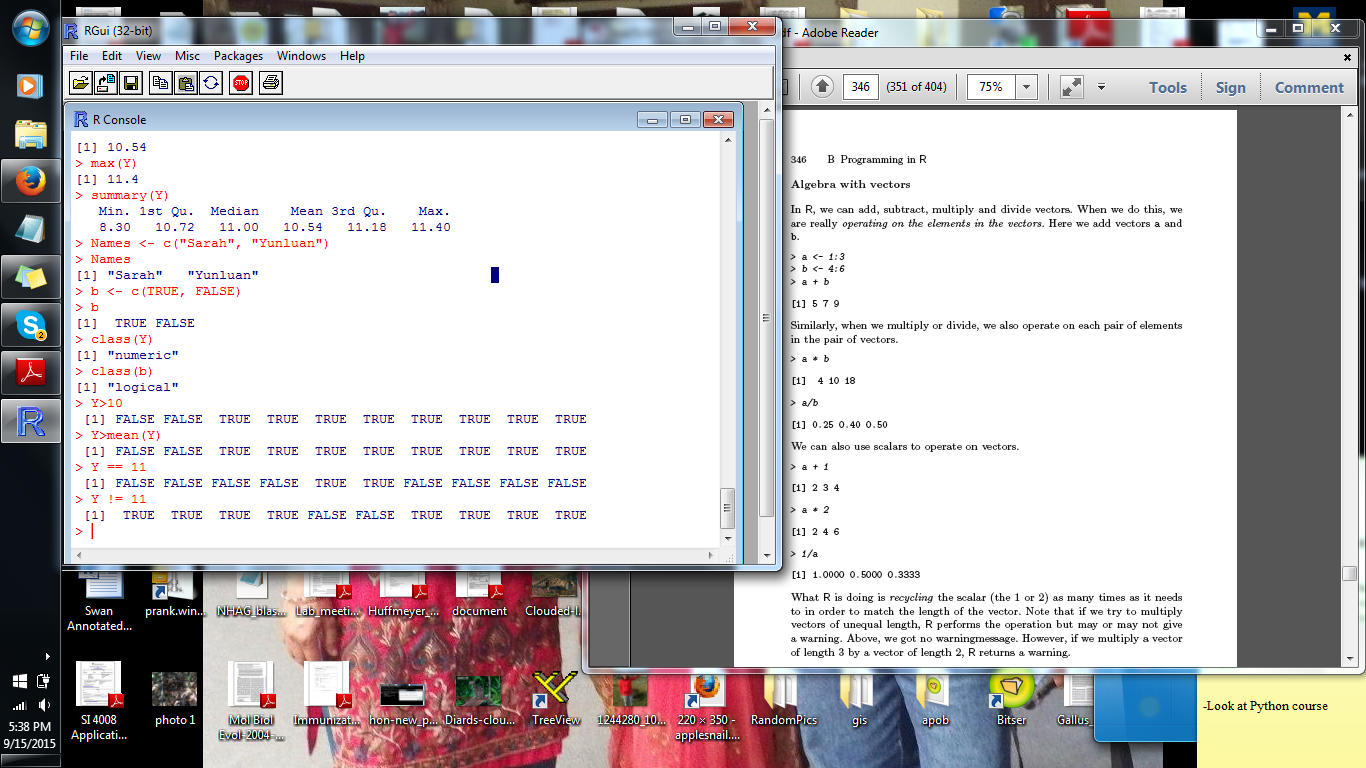 RGui (32-bit)
File Edit View Misc Packages Windows Help
STOP
R Console
[1] 10.54
> max(Y)
[1] 11.4
> summary(Y)
   Min. 1st Qu.  Median    Mean 3rd Qu.    Max.
   8.30   10.72   11.00   10.54   11.18   11.40
> Names <- c("Sarah", "Yunluan")
> Names
[1] "Sarah"   "Yunluan"
> b <- c(TRUE, FALSE)
> b
[1]  TRUE FALSE
> class(Y)
[1] "numeric"
> class(b)
[1] "logical"
> Y>10
 [1] FALSE FALSE  TRUE  TRUE  TRUE  TRUE  TRUE  TRUE  TRUE  TRUE
> Y>mean(Y)
 [1] FALSE FALSE  TRUE  TRUE  TRUE  TRUE  TRUE  TRUE  TRUE  TRUE
> Y == 11
 [1] FALSE FALSE FALSE FALSE  TRUE  TRUE FALSE FALSE FALSE FALSE
> Y != 11
 [1]  TRUE  TRUE  TRUE  TRUE FALSE FALSE  TRUE  TRUE  TRUE  TRUE
>
df - Adobe Reader
346 (351 of 404) 75% Tools Sign Comment
346 B Programming in R
Algebra with vectors
In R, we can add, subtract, multiply and divide vectors. When we do this, we
are really operating on the elements in the vectors. Here we add vectors a and
b.
> a <- 1:3
> b <- 4:6
> a + b
[1] 5 7 9
Similarly, when we multiply or divide, we also operate on each pair of elements
in the pair of vectors.
> a * b
[1]  4 10 18
> a/b
[1] 0.25 0.40 0.50
We can also use scalars to operate on vectors.
> a + 1
[1] 2 3 4
> a * 2
[1] 2 4 6
> 1/a
[1] 1.0000 0.5000 0.3333
What R is doing is recycling the scalar (the 1 or 2) as many times as it needs
to in order to match the length of the vector. Note that if we try to multiply
vectors of unequal length, R performs the operation but may or may not give
a warning. Above, we got no warningmessage. However, if we multiply a vector
of length 3 by a vector of length 2, R returns a warning.
Swan
Annotated...
prank.win...
NHAG_blas...
Lab_meeti...
Huffmeyer_...
document
Clouded-l...
SI 4008
Applicati...
photo 1
Mol Biol
Evol-2004-...
Immunizat...
hon-new_p...
Diards-clou...
TreeView
1244280_10...
220 × 350 -
applesnail....
RandomPics
gis
apob
Bitser
Gallus_
-Look at Python course
5:38 PM
9/15/2015